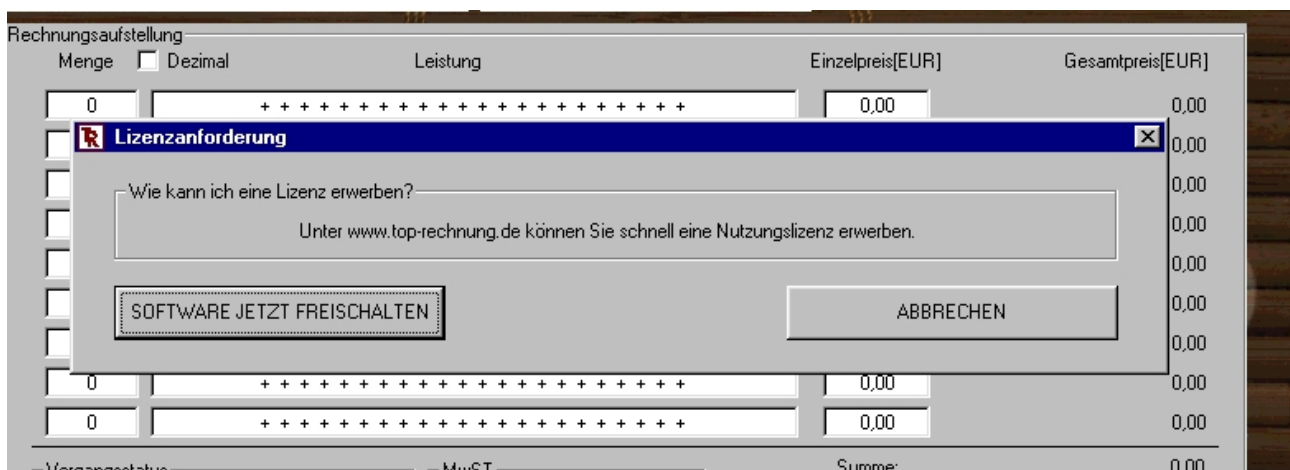 Rechnungsaufstellung
Menge Dezimal Leistung Einzelpreis[EUR] Gesamtpreis[EUR]
0 + + + + + + + + + + + + + + + + + + + + + + 0,00 0,00
TR Lizenzanforderung 0,00
Wie kann ich eine Lizenz erwerben? 0,00
Unter www.top-rechnung.de können Sie schnell eine Nutzungslizenz erwerben. 0,00
0,00
SOFTWARE JETZT FREISCHALTEN ABBRECHEN 0,00
0,00
0 + + + + + + + + + + + + + + + + + + + + + + 0,00 0,00
0 + + + + + + + + + + + + + + + + + + + + + + 0,00 0,00
Vorgangsstatus MwST Summe: 0,00